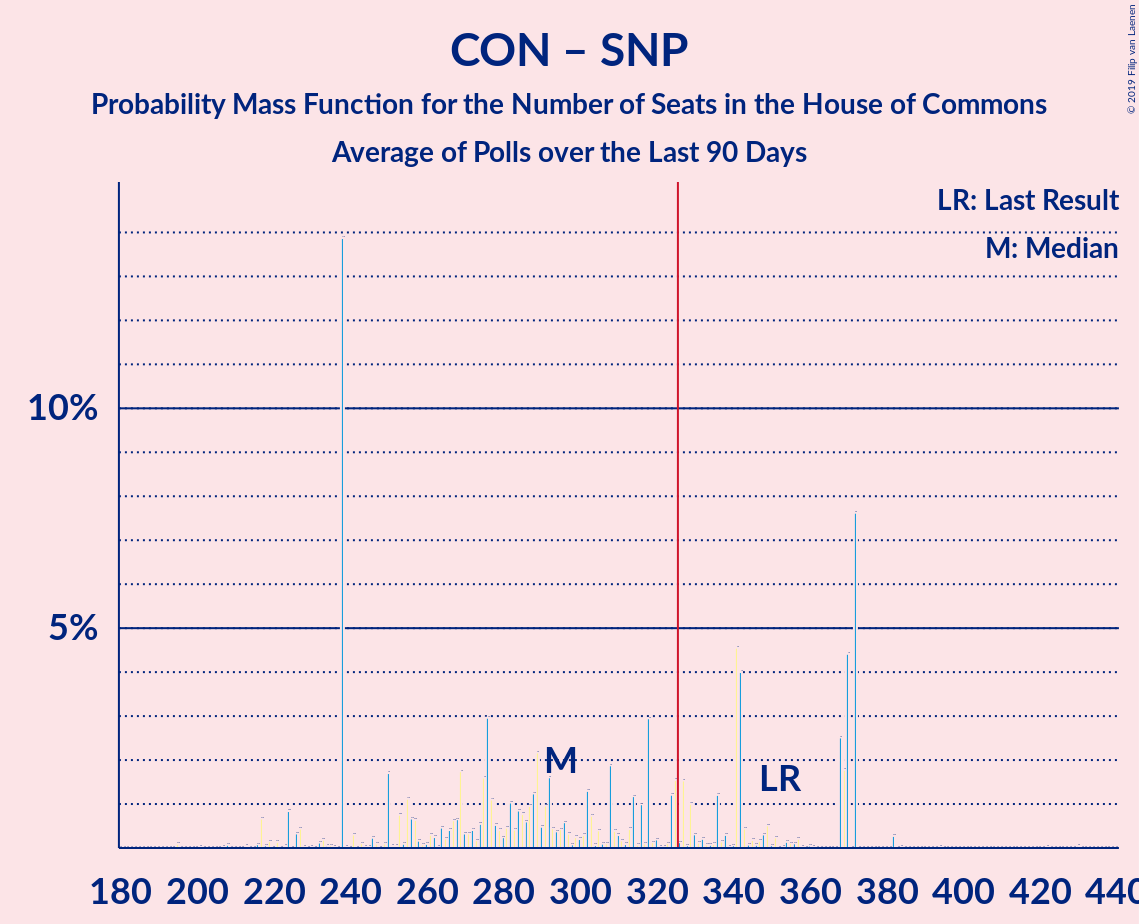 CON – SNP
Probability Mass Function for the Number of Seats in the House of Commons
Average of Polls over the Last 90 Days
© 2019 Filip van Laenen
LR: Last Result
M: Median
10%
5%
M
LR
180 200 220 240 260 280 300 320 340 360 380 400 420 440